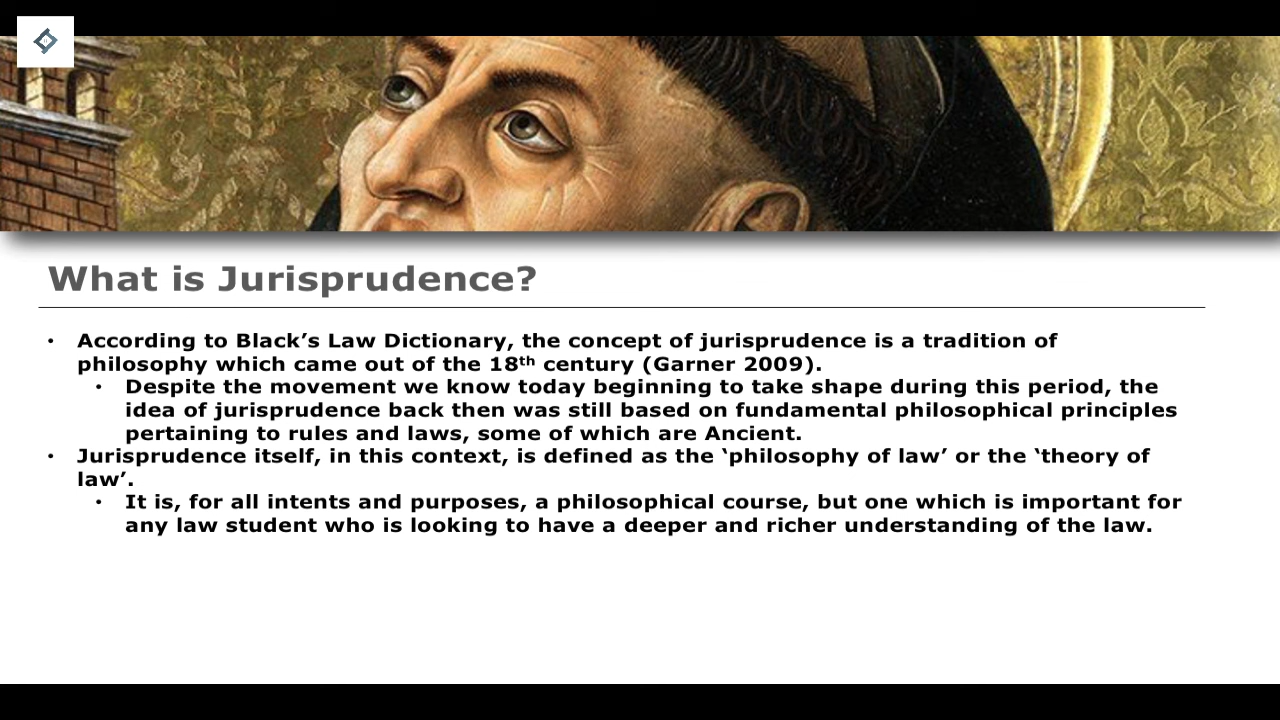 What is Jurisprudence?
• According to Black’s Law Dictionary, the concept of jurisprudence is a tradition of
philosophy which came out of the 18th century (Garner 2009).
• Despite the movement we know today beginning to take shape during this period, the
idea of jurisprudence back then was still based on fundamental philosophical principles
pertaining to rules and laws, some of which are Ancient.
• Jurisprudence itself, in this context, is defined as the ‘philosophy of law’ or the ‘theory of
law’.
• It is, for all intents and purposes, a philosophical course, but one which is important for
any law student who is looking to have a deeper and richer understanding of the law.